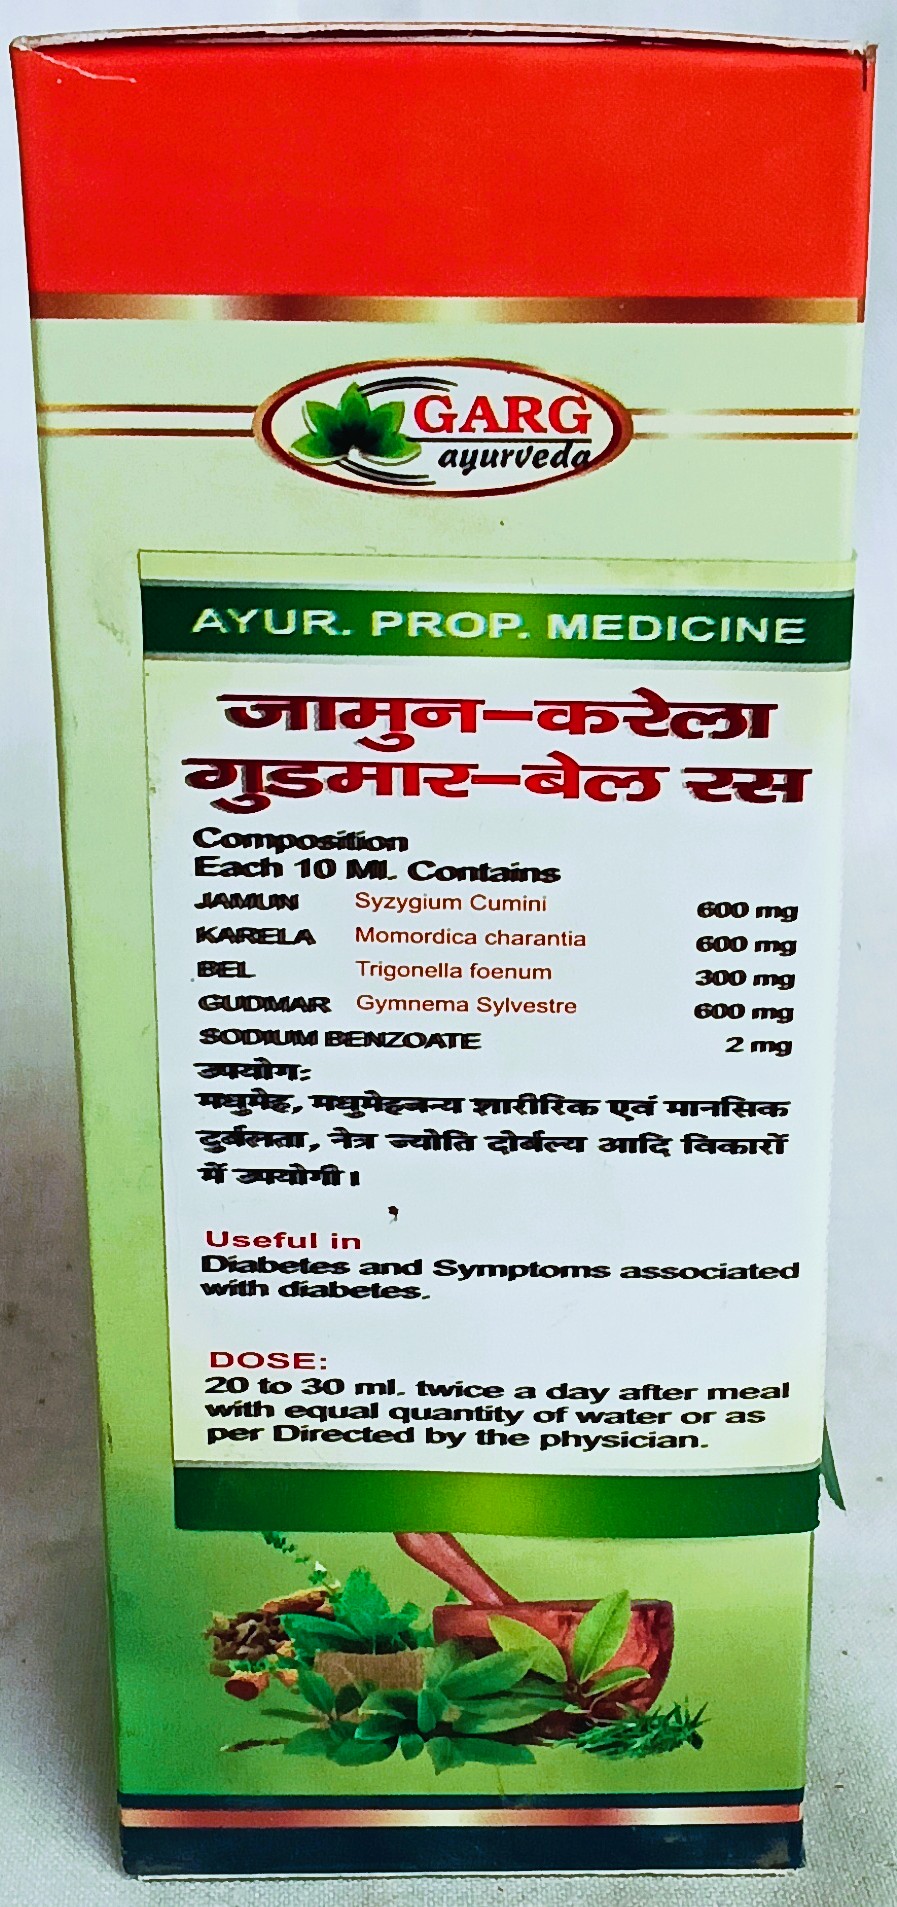 GARG
ayurveda
AYUR. PROP. MEDICINE
जामुन-करेला
गुडमार-बेल रस
Composition
Each 10 ML. Contains
JAMUN Syzygium Cumini 600 mg
KARELA Momordica charantia 600 mg
BEL Trigonella foenum 300 mg
GUDMAR Gymnema Sylvestre 600 mg
SODIUM BENZOATE 2 mg
उपयोग:
मधुमेह, मधुमेहजन्य शारीरिक एवं मानसिक
दुर्बलता, नेत्र ज्योति दोर्बल्य आदि विकारों
में उपयोगी।
Useful in
Diabetes and Symptoms associated
with diabetes.
DOSE:
20 to 30 ml. twice a day after meal
with equal quantity of water or as
per Directed by the physician.